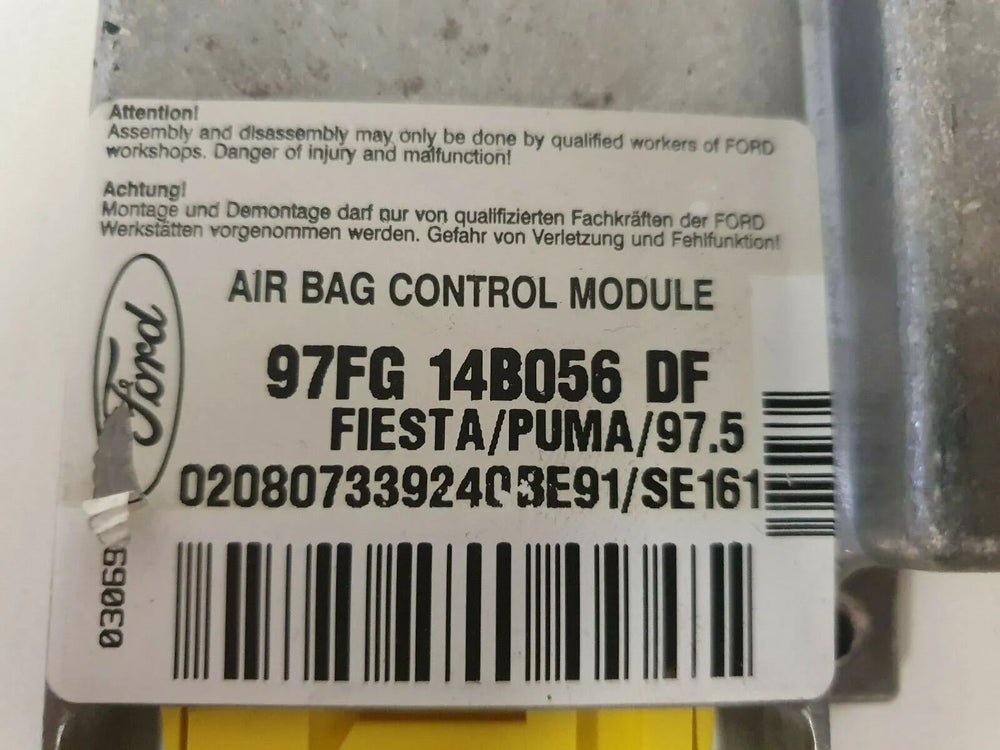 Attention!
Assembly and disassembly may only be done by qualified workers of FORD
workshops. Danger of injury and malfunction!
Achtung!
Montage und Demontage darf nur von qualifizierten Fachkräften der FORD
Werkstätten vorgenommen werden. Gefahr von Verletzung und Fehlfunktion!
Ford
AIR BAG CONTROL MODULE
97FG 14B056 DF
FIESTA/PUMA/97.5
/SE161
03069